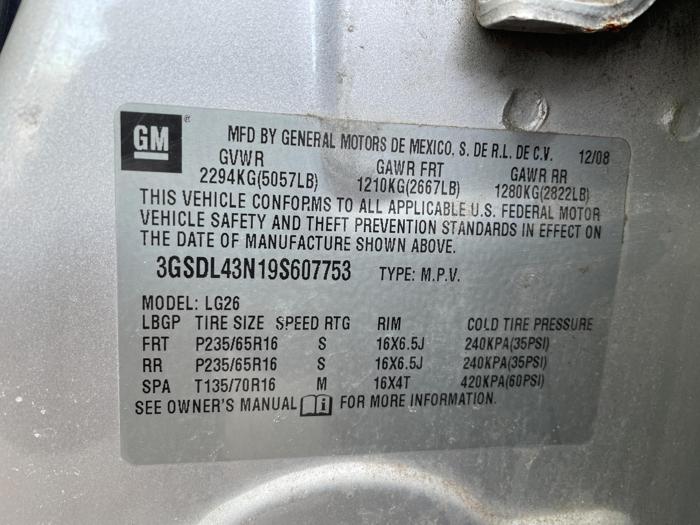 GM ® MFD BY GENERAL MOTORS DE MEXICO, S. DE R.L. DE C.V. 12/08
GVWR GAWR FRT GAWR RR
2294KG(5057LB) 1210KG(2667LB) 1280KG(2822LB)
THIS VEHICLE CONFORMS TO ALL APPLICABLE U.S. FEDERAL MOTOR
VEHICLE SAFETY AND THEFT PREVENTION STANDARDS IN EFFECT ON
THE DATE OF MANUFACTURE SHOWN ABOVE.
3GSDL43N19S607753 TYPE: M.P.V.
MODEL: LG26
LBGP TIRE SIZE SPEED RTG RIM COLD TIRE PRESSURE
FRT P235/65R16 S 16X6.5J 240KPA(35PSI)
RR P235/65R16 S 16X6.5J 240KPA(35PSI)
SPA T135/70R16 M 16X4T 420KPA(60PSI)
SEE OWNER'S MANUAL i FOR MORE INFORMATION.